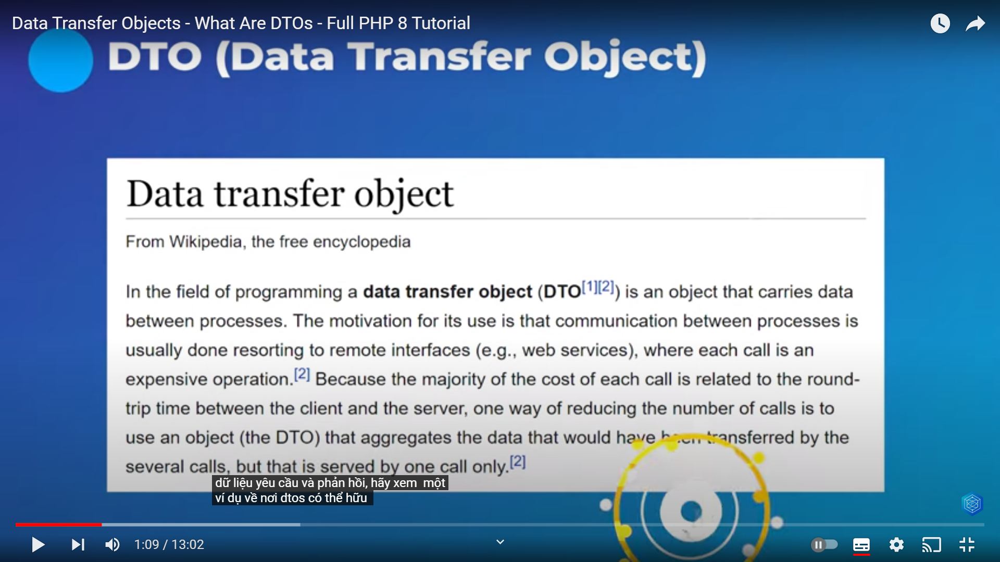 Data Transfer Objects - What Are DTOs - Full PHP 8 Tutorial
DTO (Data Transfer Object)
Data transfer object
From Wikipedia, the free encyclopedia
In the field of programming a data transfer object (DTO[1][2]) is an object that carries data
between processes. The motivation for its use is that communication between processes is
usually done resorting to remote interfaces (e.g., web services), where each call is an
expensive operation.[2] Because the majority of the cost of each call is related to the round-
trip time between the client and the server, one way of reducing the number of calls is to
use an object (the DTO) that aggregates the data that would have been transferred by the
several calls, but that is served by one call only.[2]
dữ liệu yêu cầu và phản hồi, hãy xem một
ví dụ về nơi dtos có thể hữu
1:09 / 13:02